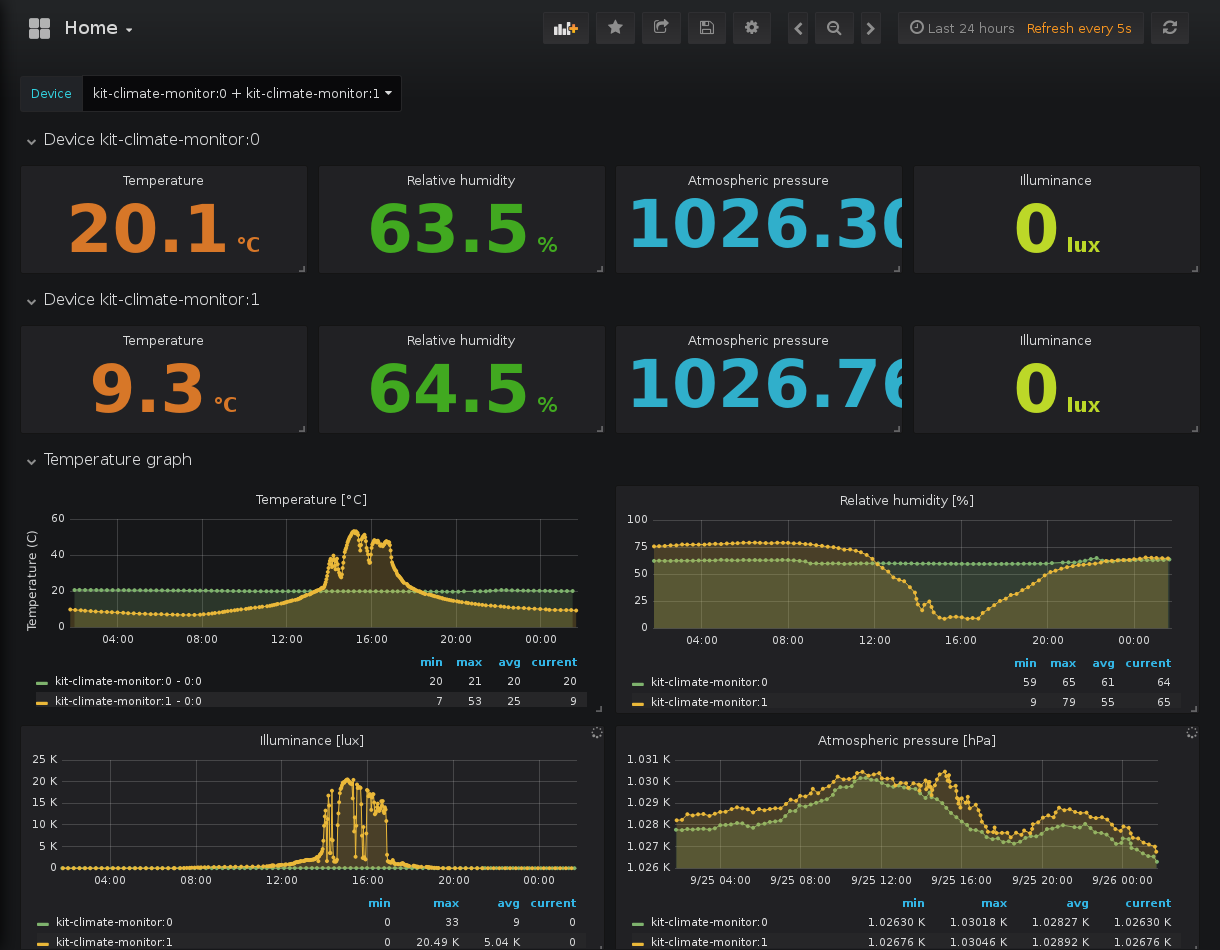 Home
Last 24 hours Refresh every 5s
Device kit-climate-monitor:0 + kit-climate-monitor:1
Device kit-climate-monitor:0
Temperature Relative humidity Atmospheric pressure Illuminance
20.1 °C 63.5 % 1026.30 0 lux
Device kit-climate-monitor:1
Temperature Relative humidity Atmospheric pressure Illuminance
9.3 °C 64.5 % 1026.76 0 lux
Temperature graph
Temperature [°C]
Temperature (C)
60
40
20
0
04:00 08:00 12:00 16:00 20:00 00:00
min max avg current
kit-climate-monitor:0 - 0:0 20 21 20 20
kit-climate-monitor:1 - 0:0 7 53 25 9
Relative humidity [%]
100
75
50
25
0
04:00 08:00 12:00 16:00 20:00 00:00
min max avg current
kit-climate-monitor:0 59 65 61 64
kit-climate-monitor:1 9 79 55 65
Illuminance [lux]
25 K
20 K
15 K
10 K
5 K
0
04:00 08:00 12:00 16:00 20:00 00:00
min max avg current
kit-climate-monitor:0 0 33 9 0
kit-climate-monitor:1 0 20.49 K 5.04 K 0
Atmospheric pressure [hPa]
1.031 K
1.030 K
1.029 K
1.028 K
1.027 K
1.026 K
9/25 04:00 9/25 08:00 9/25 12:00 9/25 16:00 9/25 20:00 9/26 00:00
min max avg current
kit-climate-monitor:0 1.02630 K 1.03018 K 1.02827 K 1.02630 K
kit-climate-monitor:1 1.02676 K 1.03046 K 1.02892 K 1.02676 K